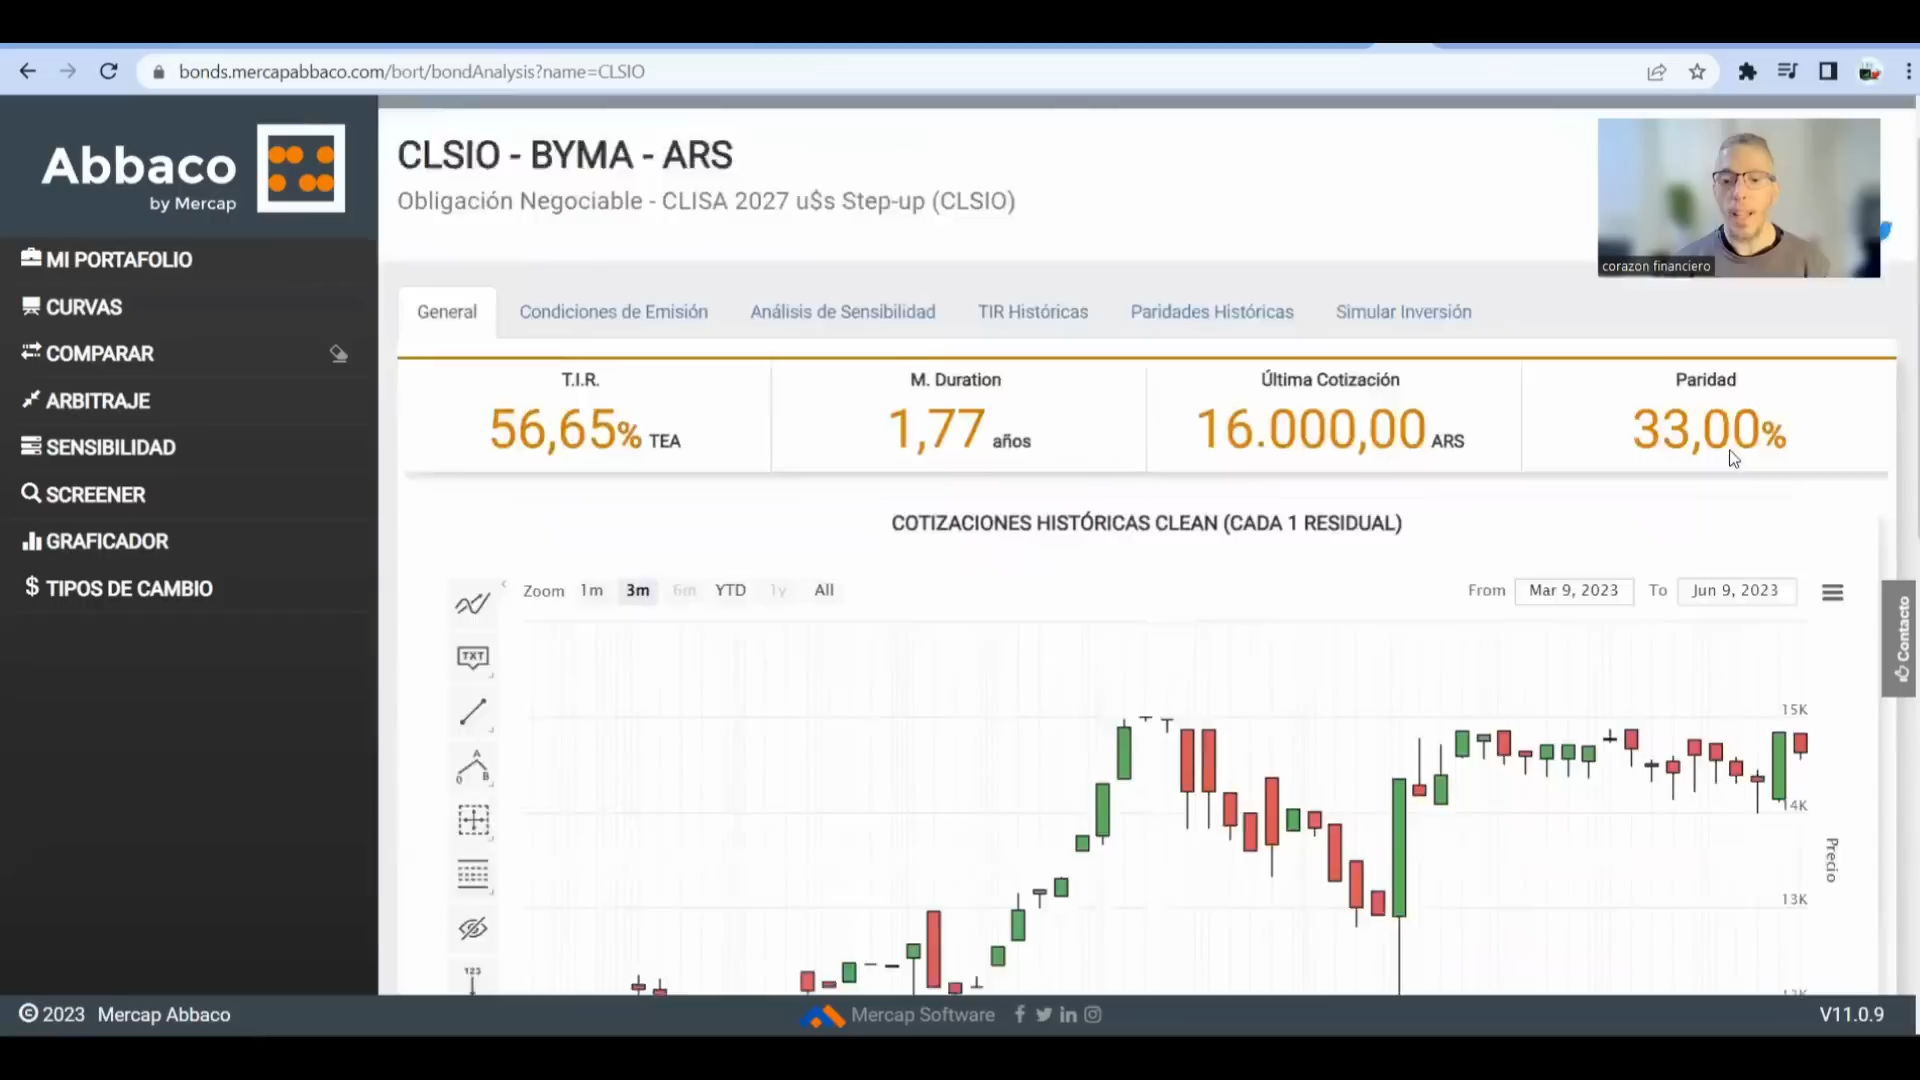 bonds.mercapabbaco.com/bort/bondAnalysis?name=CLSIO
Abbaco
by Mercap
MI PORTAFOLIO
CURVAS
COMPARAR
ARBITRAJE
SENSIBILIDAD
SCREENER
GRAFICADOR
$ TIPOS DE CAMBIO
CLSIO - BYMA - ARS
Obligación Negociable - CLISA 2027 u$s Step-up (CLSIO)
corazon financiero
General Condiciones de Emisión Análisis de Sensibilidad TIR Históricas Paridades Históricas Simular Inversión
T.I.R. M. Duration Última Cotización Paridad
56,65% TEA 1,77 años 16.000,00 ARS 33,00%
COTIZACIONES HISTÓRICAS CLEAN (CADA 1 RESIDUAL)
Zoom 1m 3m 6m YTD 1y All From Mar 9, 2023 To Jun 9, 2023
TXT
A
0 B
123
15K
14K
13K
Precio
Contacto
© 2023 Mercap Abbaco
Mercap Software
V11.0.9